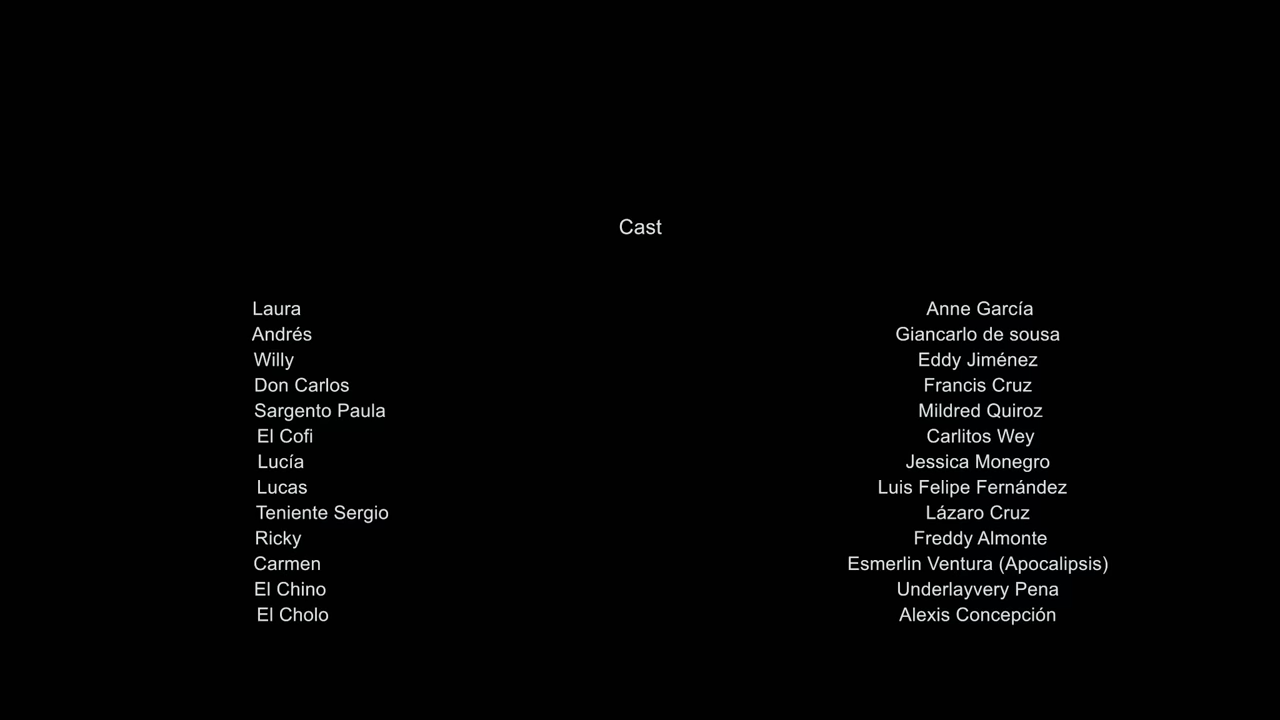 Cast
Laura Anne García
Andrés Giancarlo de sousa
Willy Eddy Jiménez
Don Carlos Francis Cruz
Sargento Paula Mildred Quiroz
El Cofi Carlitos Wey
Lucía Jessica Monegro
Lucas Luis Felipe Fernández
Teniente Sergio Lázaro Cruz
Ricky Freddy Almonte
Carmen Esmerlin Ventura (Apocalipsis)
El Chino Underlayvery Pena
El Cholo Alexis Concepción